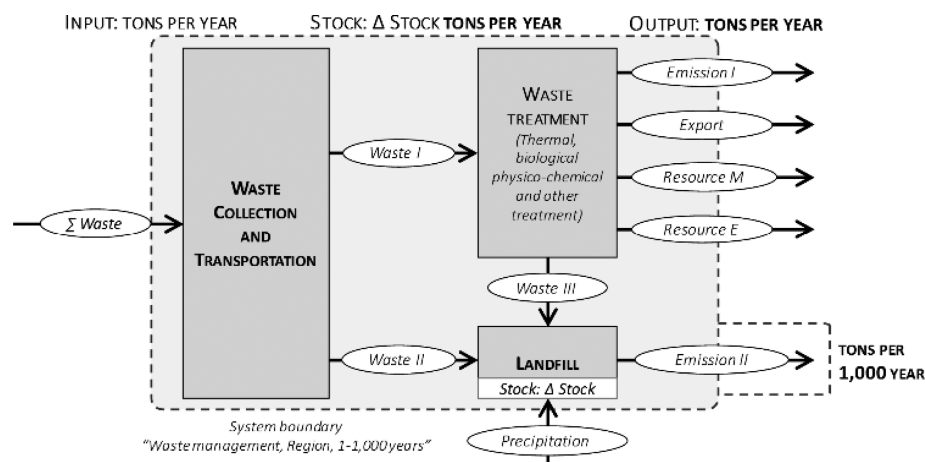 INPUT: TONS PER YEAR
STOCK: Δ STOCK TONS PER YEAR
OUTPUT: TONS PER YEAR
∑ Waste
WASTE
COLLECTION
AND
TRANSPORTATION
Waste I
Waste II
WASTE
TREATMENT
(Thermal,
biological
physico-chemical
and other
treatment)
Emission I
Export
Resource M
Resource E
Waste III
LANDFILL
Stock: Δ Stock
Emission II
TONS PER
1,000 YEAR
Precipitation
System boundary
"Waste management, Region, 1-1,000 years"